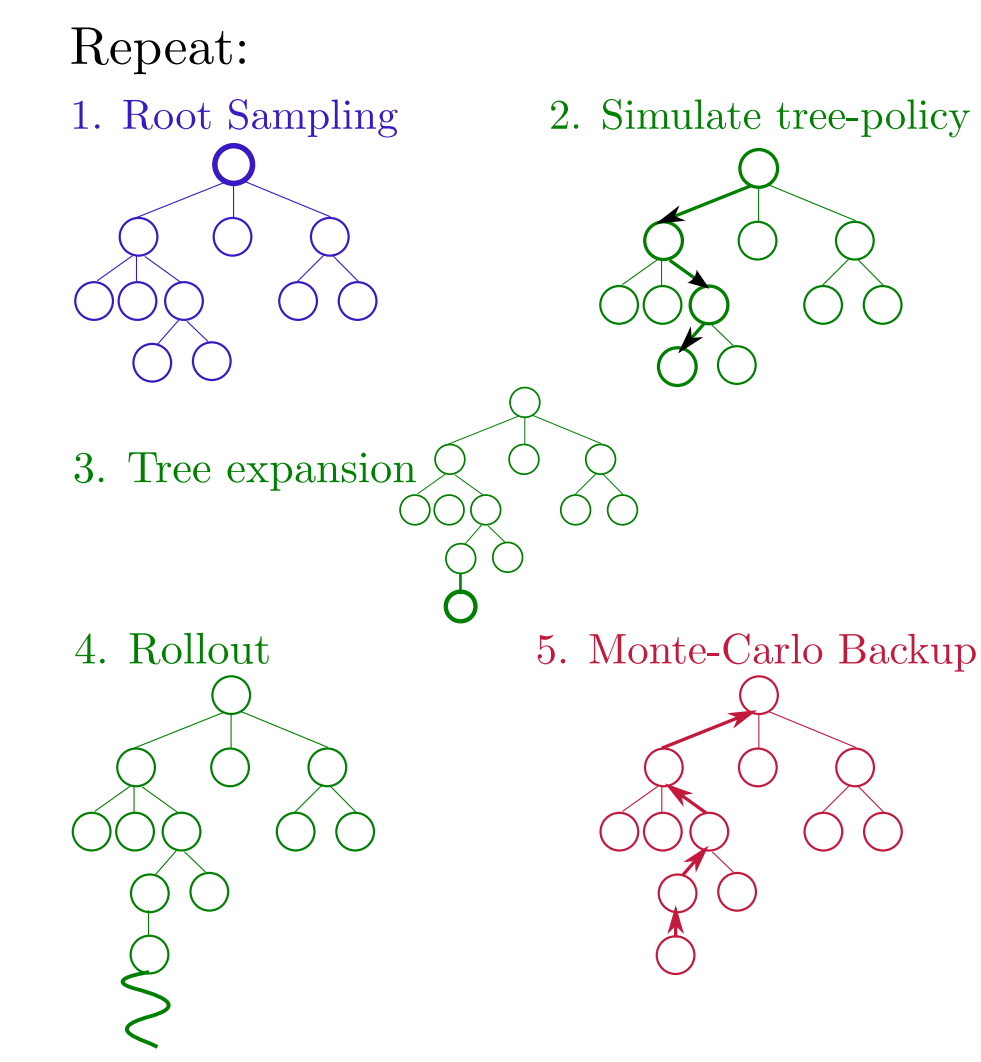 Repeat:
1. Root Sampling
2. Simulate tree-policy
3. Tree expansion
4. Rollout
5. Monte-Carlo Backup